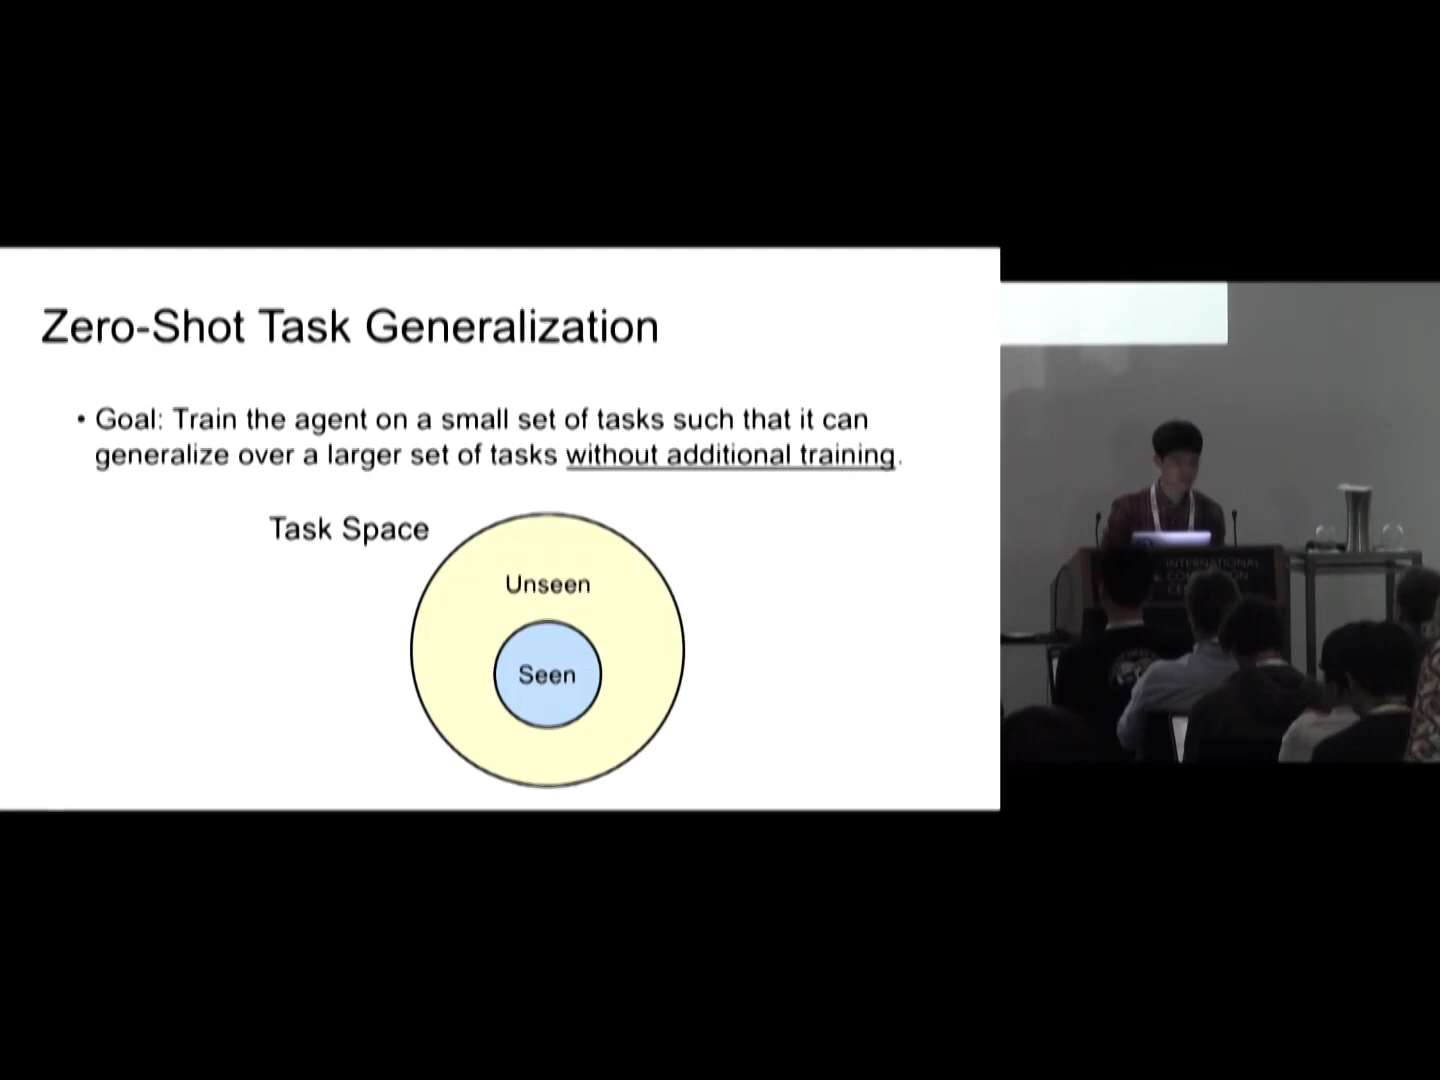 Zero-Shot Task Generalization
• Goal: Train the agent on a small set of tasks such that it can
generalize over a larger set of tasks without additional training.
Task Space
Unseen
Seen
INTERNATIONAL